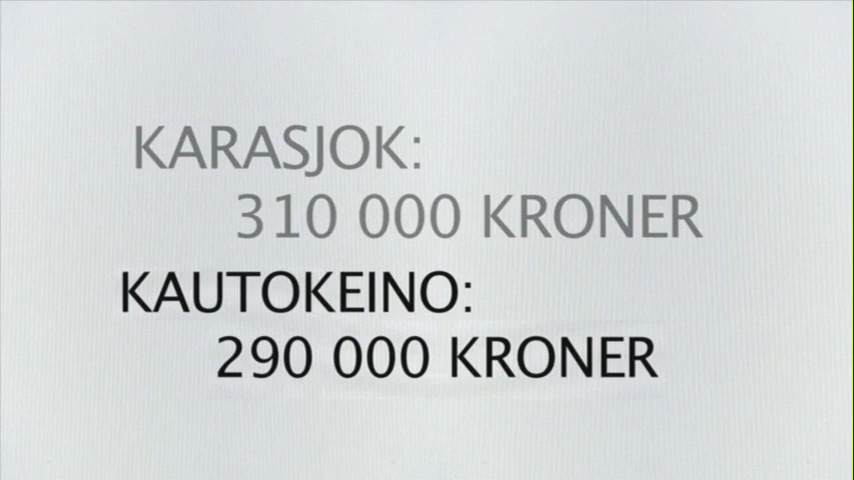 KARASJOK:
310 000 KRONER
KAUTOKEINO:
290 000 KRONER